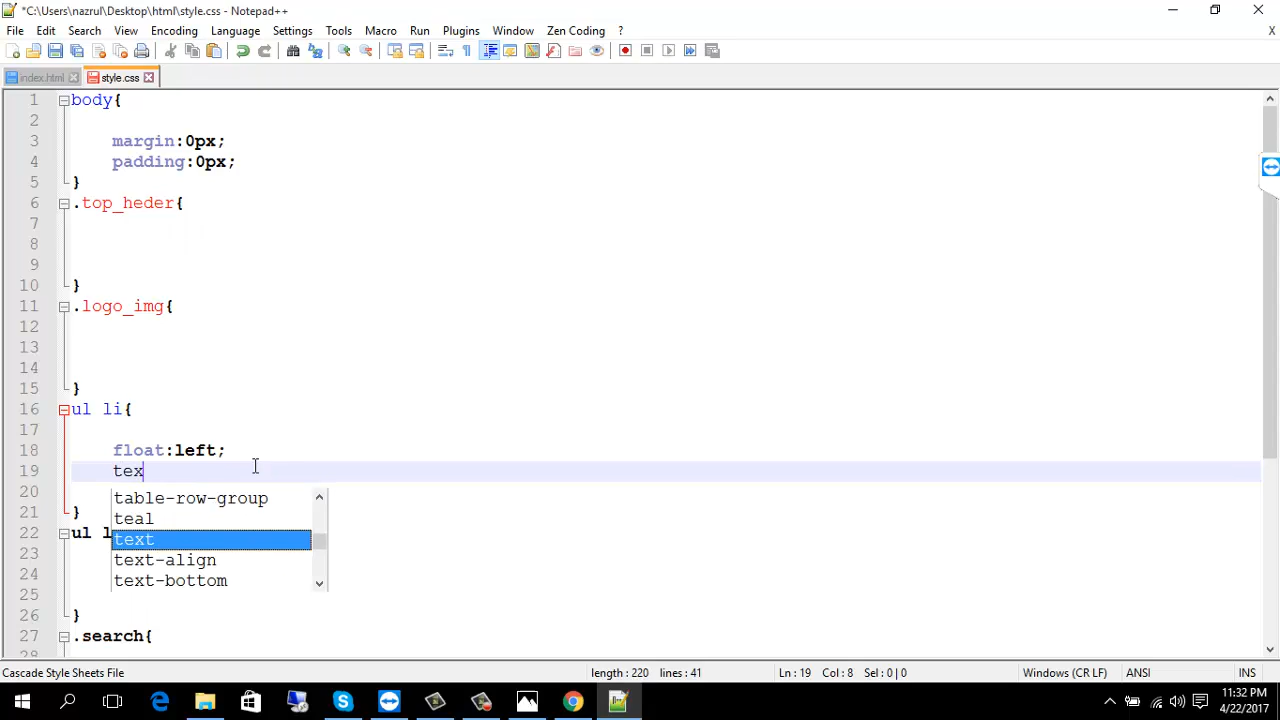 *C:\Users\nazrul\Desktop\html\style.css - Notepad++
File Edit Search View Encoding Language Settings Tools Macro Run Plugins Window Zen Coding ?
X
index.html style.css
1 body{
2
3 margin:0px;
4 padding:0px;
5 }
6 .top_heder{
7
8
9
10 }
11 .logo_img{
12
13
14
15 }
16 ul li{
17
18 float:left;
19 tex
20 table-row-group
teal
21 }
22 ul l text
23 text-align
24 text-bottom
25
26 }
27 .search{
28
Cascade Style Sheets File length : 220 lines : 41 Ln : 19 Col : 8 Sel : 0 | 0 Windows (CR LF) ANSI INS
11:32 PM
4/22/2017